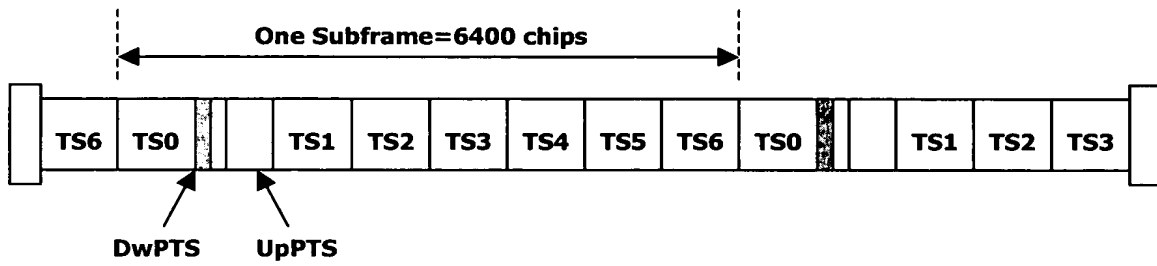 One Subframe=6400 chips
TS6 TS0 TS1 TS2 TS3 TS4 TS5 TS6 TS0 TS1 TS2 TS3
DwPTS UpPTS